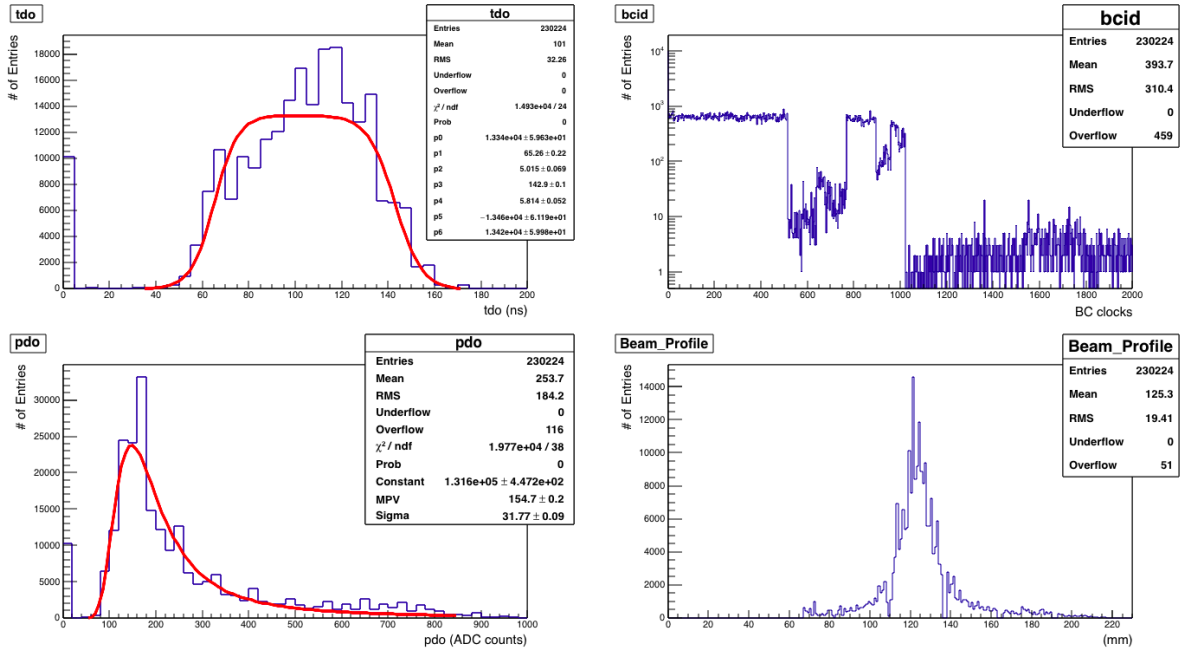 tdo
tdo
Entries 230224
Mean 101
RMS 32.26
Underflow 0
Overflow 0
χ² / ndf 1.493e+04 / 24
Prob 0
p0 1.334e+04 ± 5.963e+01
p1 65.26 ± 0.22
p2 5.015 ± 0.069
p3 142.9 ± 0.1
p4 5.814 ± 0.052
p5 −1.346e+04 ± 6.119e+01
p6 1.342e+04 ± 5.998e+01
# of Entries
18000
16000
14000
12000
10000
8000
6000
4000
2000
0
0 20 40 60 80 100 120 140 160 180 200
tdo (ns)
bcid
bcid
Entries 230224
Mean 393.7
RMS 310.4
Underflow 0
Overflow 459
# of Entries
10⁴
10³
10²
10
1
0 200 400 600 800 1000 1200 1400 1600 1800 2000
BC clocks
pdo
pdo
Entries 230224
Mean 253.7
RMS 184.2
Underflow 0
Overflow 116
χ² / ndf 1.977e+04 / 38
Prob 0
Constant 1.316e+05 ± 4.472e+02
MPV 154.7 ± 0.2
Sigma 31.77 ± 0.09
# of Entries
30000
25000
20000
15000
10000
5000
0
0 100 200 300 400 500 600 700 800 900 1000
pdo (ADC counts)
Beam_Profile
Beam_Profile
Entries 230224
Mean 125.3
RMS 19.41
Underflow 0
Overflow 51
# of Entries
14000
12000
10000
8000
6000
4000
2000
0
0 20 40 60 80 100 120 140 160 180 200 220
(mm)